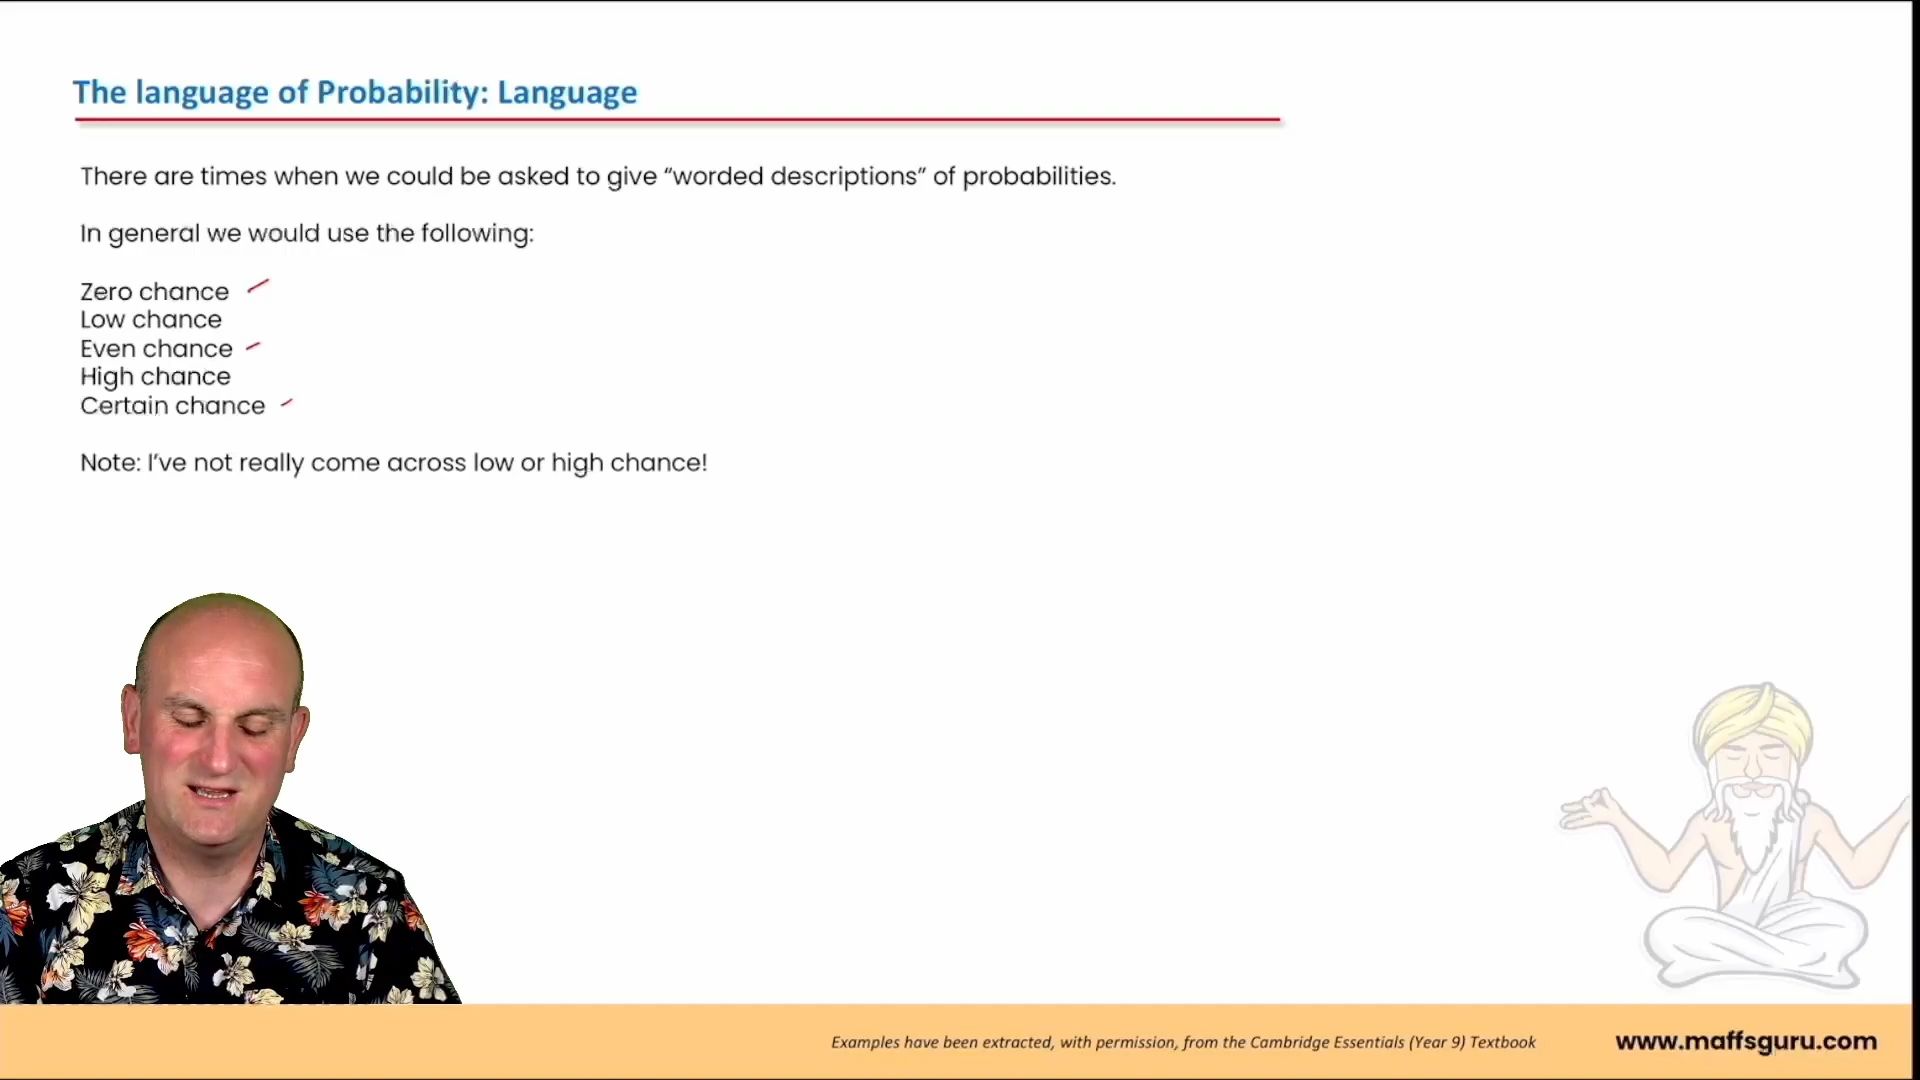 The language of Probability: Language
There are times when we could be asked to give “worded descriptions” of probabilities.
In general we would use the following:
Zero chance
Low chance
Even chance
High chance
Certain chance
Note: I’ve not really come across low or high chance!
Examples have been extracted, with permission, from the Cambridge Essentials (Year 9) Textbook
www.maffsguru.com